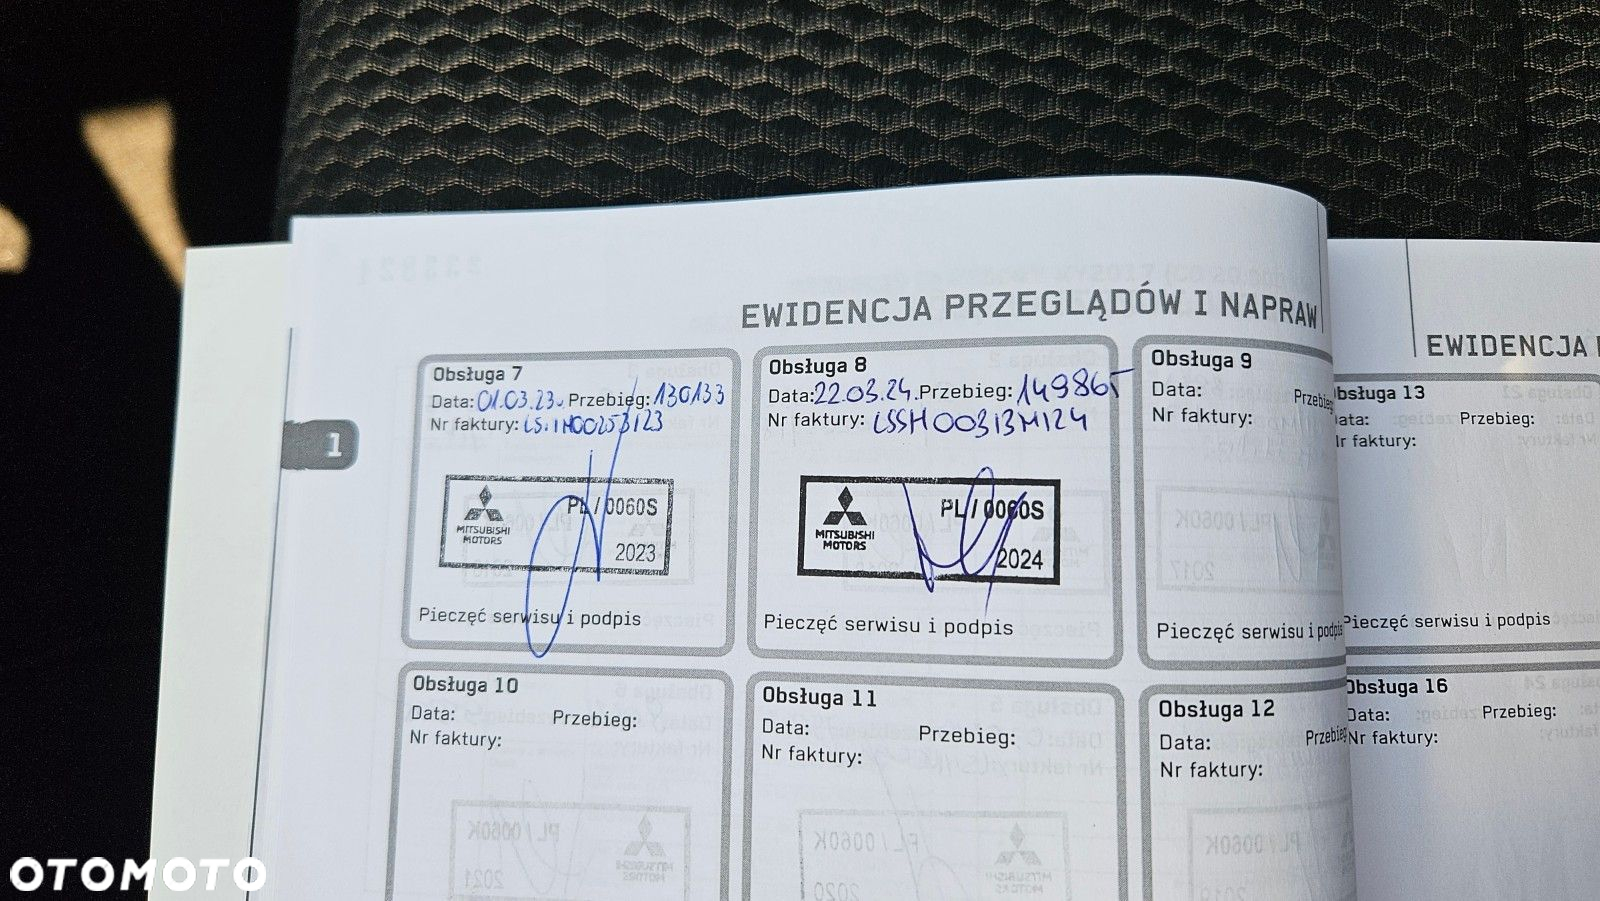 EWIDENCJA PRZEGLĄDÓW I NAPRAW
Obsługa 7
Data: 01.03.23. Przebieg: 130133
Nr faktury:
MITSUBISHI
MOTORS
PL/0060S
2023
Pieczęć serwisu i podpis
Obsługa 8
Data: 22.03.24. Przebieg: 149865
Nr faktury: LSSH00313M124
MITSUBISHI
MOTORS
PL/0060S
2024
Pieczęć serwisu i podpis
Obsługa 9
Data:
Nr faktury:
Pieczęć serwisu i podpis
1
Obsługa 10
Data: Przebieg:
Nr faktury:
Obsługa 11
Data: Przebieg:
Nr faktury:
Obsługa 12
Data: Przebieg
Nr faktury:
EWIDENCJA
Obsługa 13
Data: Przebieg:
Nr faktury:
Pieczęć serwisu i podpis
Obsługa 16
Data: Przebieg:
Nr faktury:
OTOMOTO